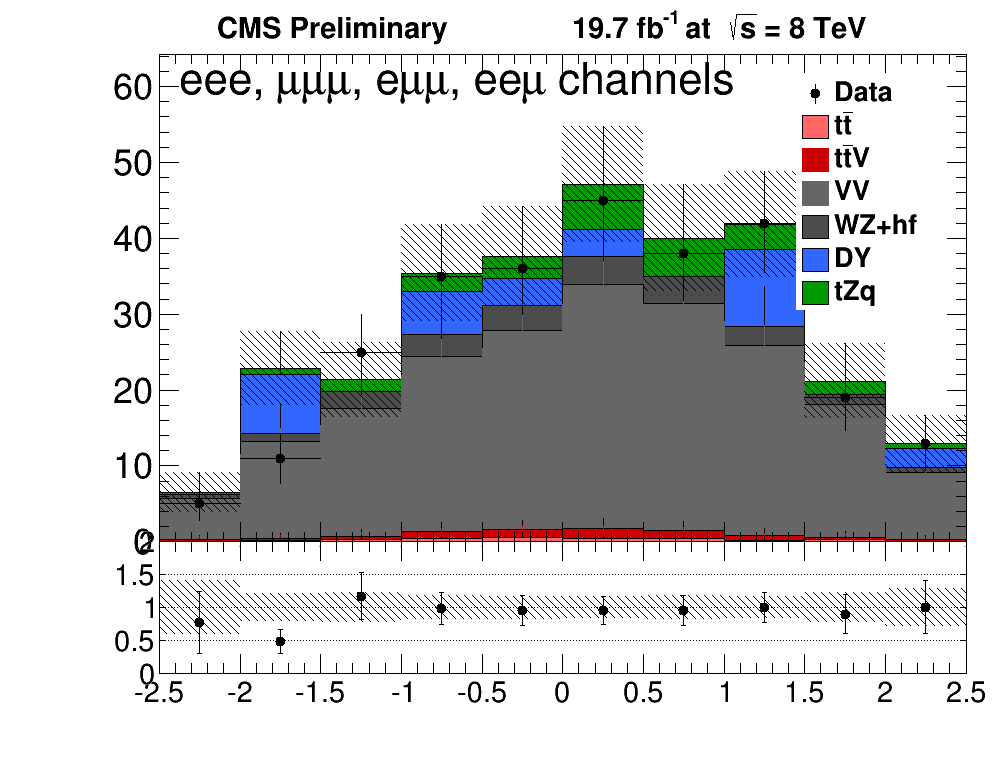 CMS Preliminary 19.7 fb⁻¹ at √s = 8 TeV
eee, μμμ, eμμ, eeμ channels
Data
tt̄
tt̄V
VV
WZ+hf
DY
tZq
60
50
40
30
20
10
0
2
1.5
1
0.5
0
-2.5 -2 -1.5 -1 -0.5 0 0.5 1 1.5 2 2.5